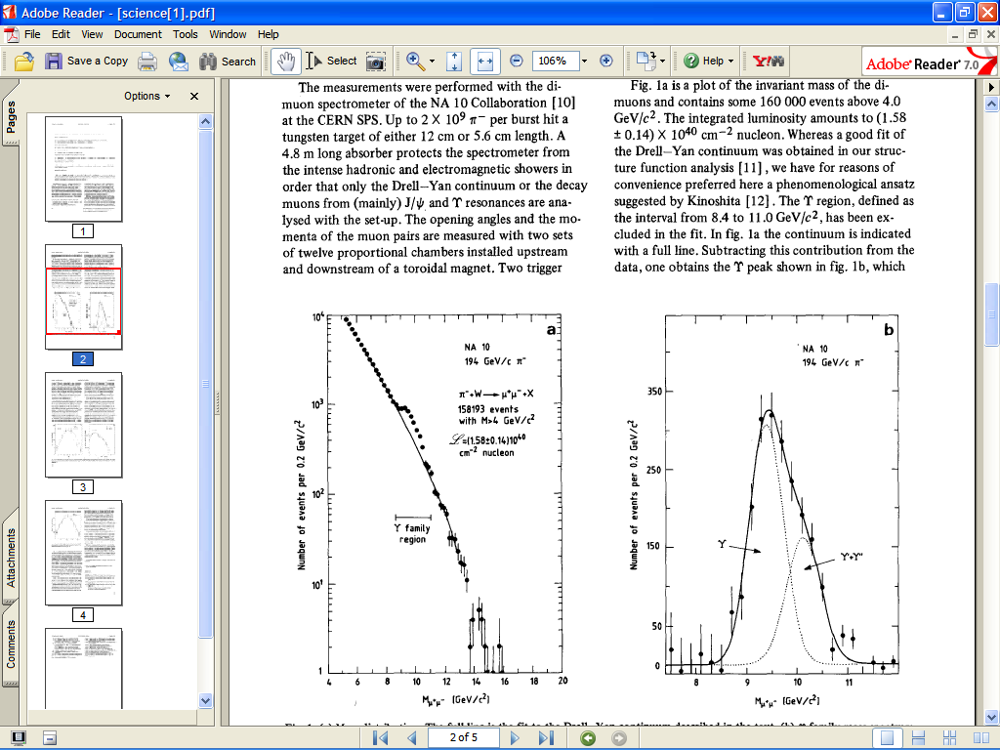 Adobe Reader - [science[1].pdf]
File Edit View Document Tools Window Help
Save a Copy Search Select 106% Help Y! Adobe® Reader 7.0
Pages
Attachments
Comments
Options
1
2
3
4
The measurements were performed with the di-
muon spectrometer of the NA 10 Collaboration [10]
at the CERN SPS. Up to 2 × 10⁹ π⁻ per burst hit a
tungsten target of either 12 cm or 5.6 cm length. A
4.8 m long absorber protects the spectrometer from
the intense hadronic and electromagnetic showers in
order that only the Drell–Yan continuum or the decay
muons from (mainly) J/ψ and ϒ resonances are ana-
lysed with the set-up. The opening angles and the mo-
menta of the muon pairs are measured with two sets
of twelve proportional chambers installed upstream
and downstream of a toroidal magnet. Two trigger
Fig. 1a is a plot of the invariant mass of the di-
muons and contains some 160 000 events above 4.0
GeV/c². The integrated luminosity amounts to (1.58
± 0.14) × 10⁴⁰ cm⁻² nucleon. Whereas a good fit of
the Drell–Yan continuum was obtained in our struc-
ture function analysis [11], we have for reasons of
convenience preferred here a phenomenological ansatz
suggested by Kinoshita [12]. The ϒ region, defined as
the interval from 8.4 to 11.0 GeV/c², has been ex-
cluded in the fit. In fig. 1a the continuum is indicated
with a full line. Subtracting this contribution from the
data, one obtains the ϒ peak shown in fig. 1b, which
a
NA 10
194 GeV/c π⁻
π⁻+W→μ⁺μ⁻+X
158193 events
with M>4 GeV/c²
ℒ=(1.58±0.14)10⁴⁰
cm⁻² nucleon
ϒ family
region
Number of events per 0.2 GeV/c²
10⁴
10³
10²
10¹
1
4 6 8 10 12 14 16 18 20
Mμ⁺μ⁻ [GeV/c²]
b
NA 10
194 GeV/c π⁻
ϒ
ϒ'+ϒ''
Number of events per 0.2 GeV/c²
350
250
150
50
0
8 9 10 11
Mμ⁺μ⁻ [GeV/c²]
2 of 5